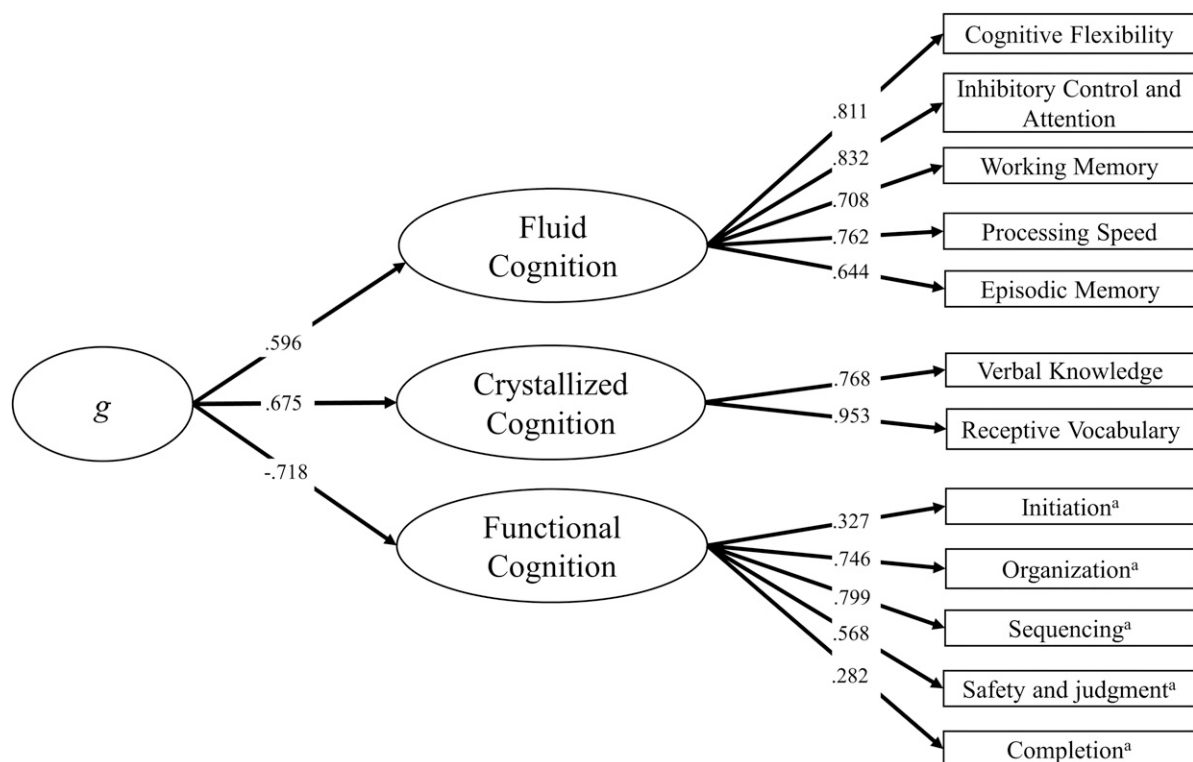 Cognitive Flexibility
Inhibitory Control and
Attention
Working Memory
Processing Speed
Episodic Memory
.811
.832
.708
.762
.644
Fluid
Cognition
.596
g
.675
-.718
Crystallized
Cognition
.768
.953
Verbal Knowledge
Receptive Vocabulary
Functional
Cognition
.327
.746
.799
.568
.282
Initiationᵃ
Organizationᵃ
Sequencingᵃ
Safety and judgmentᵃ
Completionᵃ